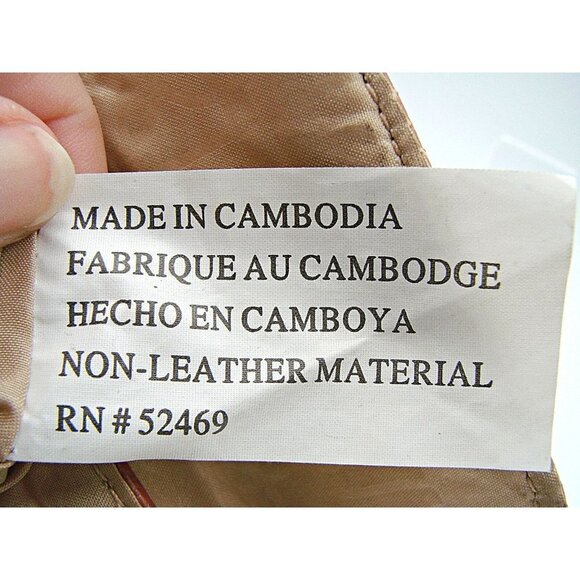 MADE IN CAMBODIA
FABRIQUE AU CAMBODGE
HECHO EN CAMBOYA
NON-LEATHER MATERIAL
RN # 52469